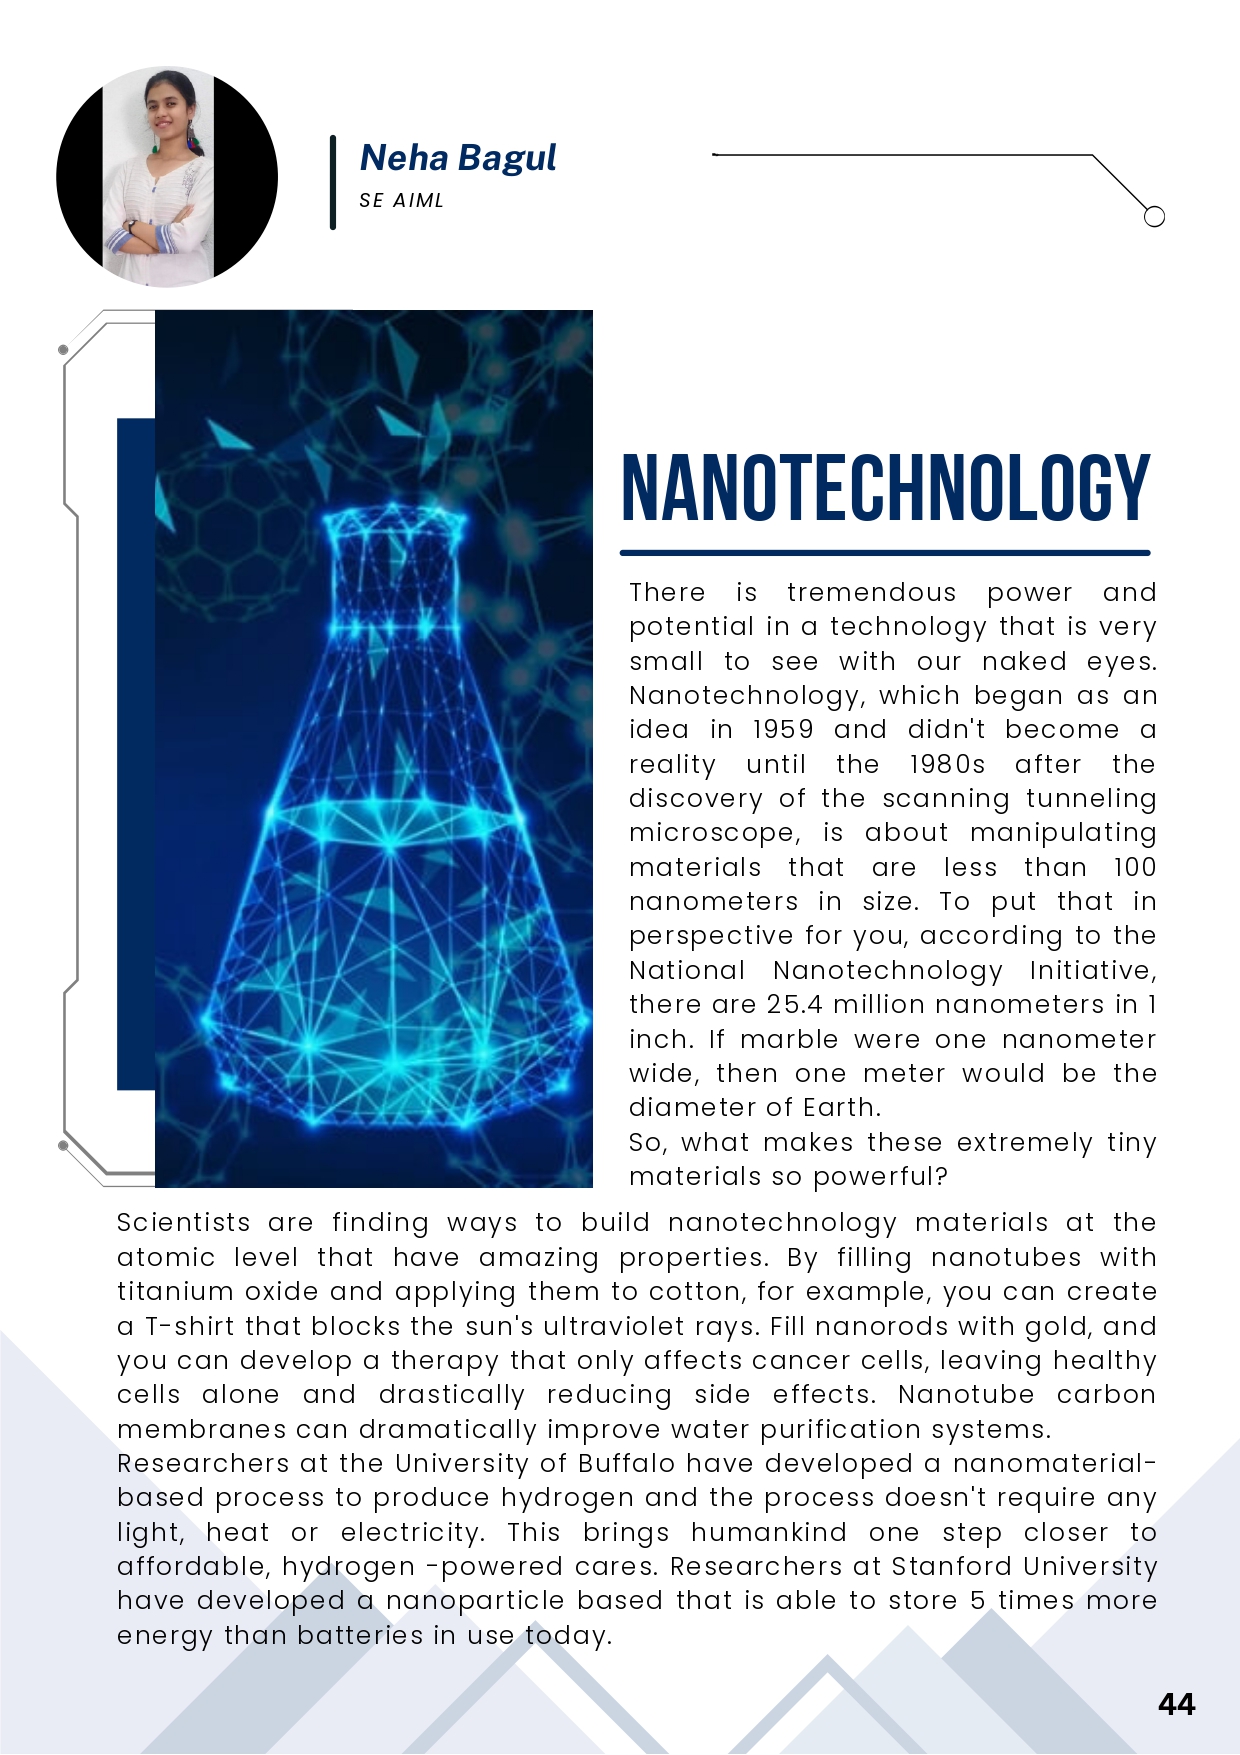 Neha Bagul
SE AIML
NANOTECHNOLOGY
There is tremendous power and
potential in a technology that is very
small to see with our naked eyes.
Nanotechnology, which began as an
idea in 1959 and didn't become a
reality until the 1980s after the
discovery of the scanning tunneling
microscope, is about manipulating
materials that are less than 100
nanometers in size. To put that in
perspective for you, according to the
National Nanotechnology Initiative,
there are 25.4 million nanometers in 1
inch. If marble were one nanometer
wide, then one meter would be the
diameter of Earth.
So, what makes these extremely tiny
materials so powerful?
Scientists are finding ways to build nanotechnology materials at the
atomic level that have amazing properties. By filling nanotubes with
titanium oxide and applying them to cotton, for example, you can create
a T-shirt that blocks the sun's ultraviolet rays. Fill nanorods with gold, and
you can develop a therapy that only affects cancer cells, leaving healthy
cells alone and drastically reducing side effects. Nanotube carbon
membranes can dramatically improve water purification systems.
Researchers at the University of Buffalo have developed a nanomaterial-
based process to produce hydrogen and the process doesn't require any
light, heat or electricity. This brings humankind one step closer to
affordable, hydrogen -powered cares. Researchers at Stanford University
have developed a nanoparticle based that is able to store 5 times more
energy than batteries in use today.
44